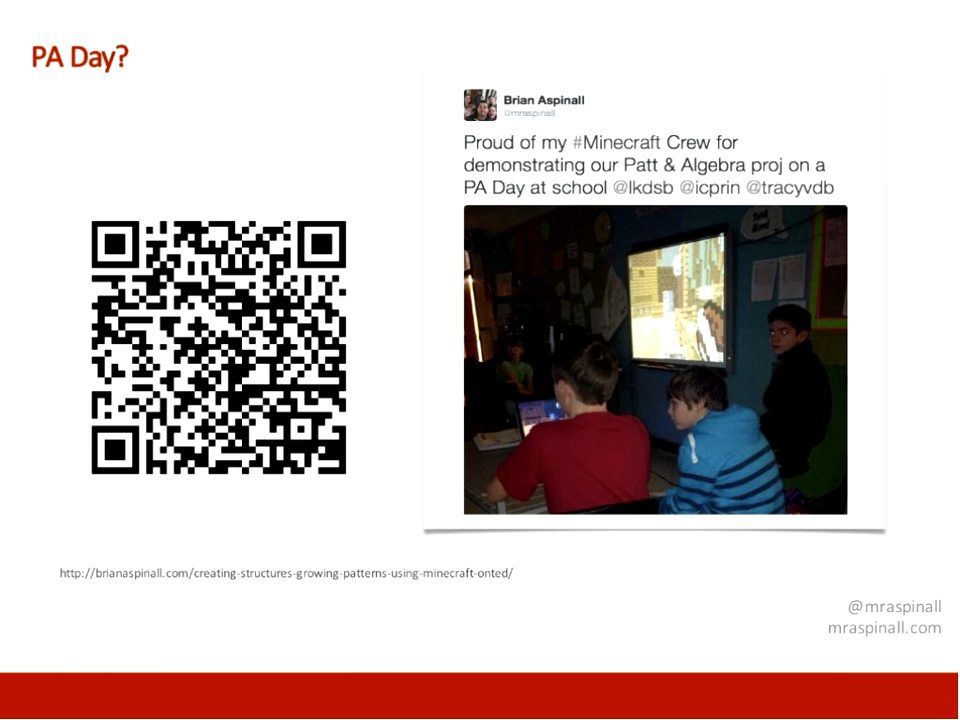 PA Day?
Brian Aspinall
@mraspinall
Proud of my #Minecraft Crew for
demonstrating our Patt & Algebra proj on a
PA Day at school @lkdsb @icprin @tracyvdb
http://brianaspinall.com/creating-structures-growing-patterns-using-minecraft-onted/
@mraspinall
mraspinall.com